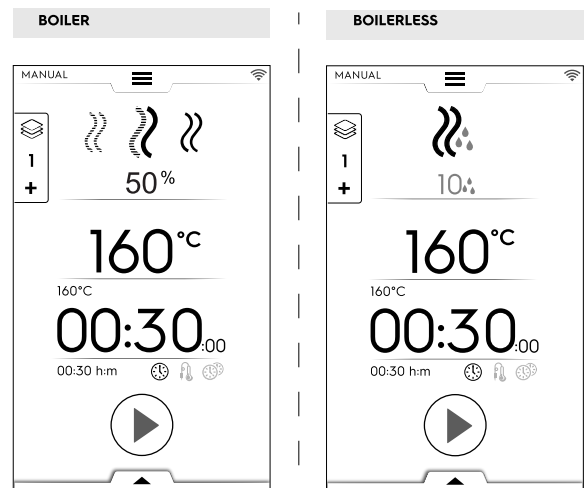 BOILER
MANUAL
1
+
50%
160°C
160°C
00:30:00
00:30 h:m
BOILERLESS
MANUAL
1
+
10
160°C
160°C
00:30:00
00:30 h:m